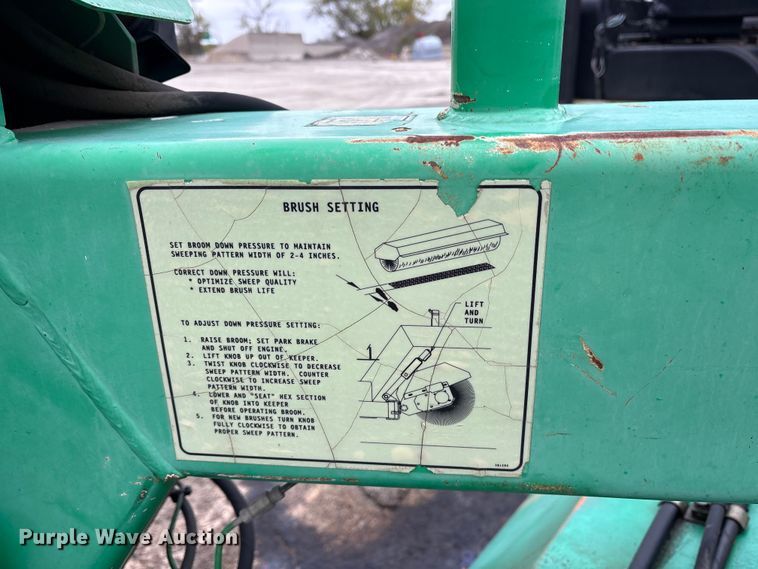 BRUSH SETTING
SET BROOM DOWN PRESSURE TO MAINTAIN
SWEEPING PATTERN WIDTH OF 2-4 INCHES.
CORRECT DOWN PRESSURE WILL:
* OPTIMIZE SWEEP QUALITY
* EXTEND BRUSH LIFE
LIFT
AND
TURN
TO ADJUST DOWN PRESSURE SETTING:
1. RAISE BROOM; SET PARK BRAKE
AND SHUT OFF ENGINE.
2. LIFT KNOB UP OUT OF KEEPER.
3. TWIST KNOB CLOCKWISE TO DECREASE
SWEEP PATTERN WIDTH. COUNTER
CLOCKWISE TO INCREASE SWEEP
PATTERN WIDTH.
4. LOWER AND "SEAT" HEX SECTION
OF KNOB INTO KEEPER
BEFORE OPERATING BROOM.
5. FOR NEW BRUSHES TURN KNOB
FULLY CLOCKWISE TO OBTAIN
PROPER SWEEP PATTERN.
Purple Wave Auction